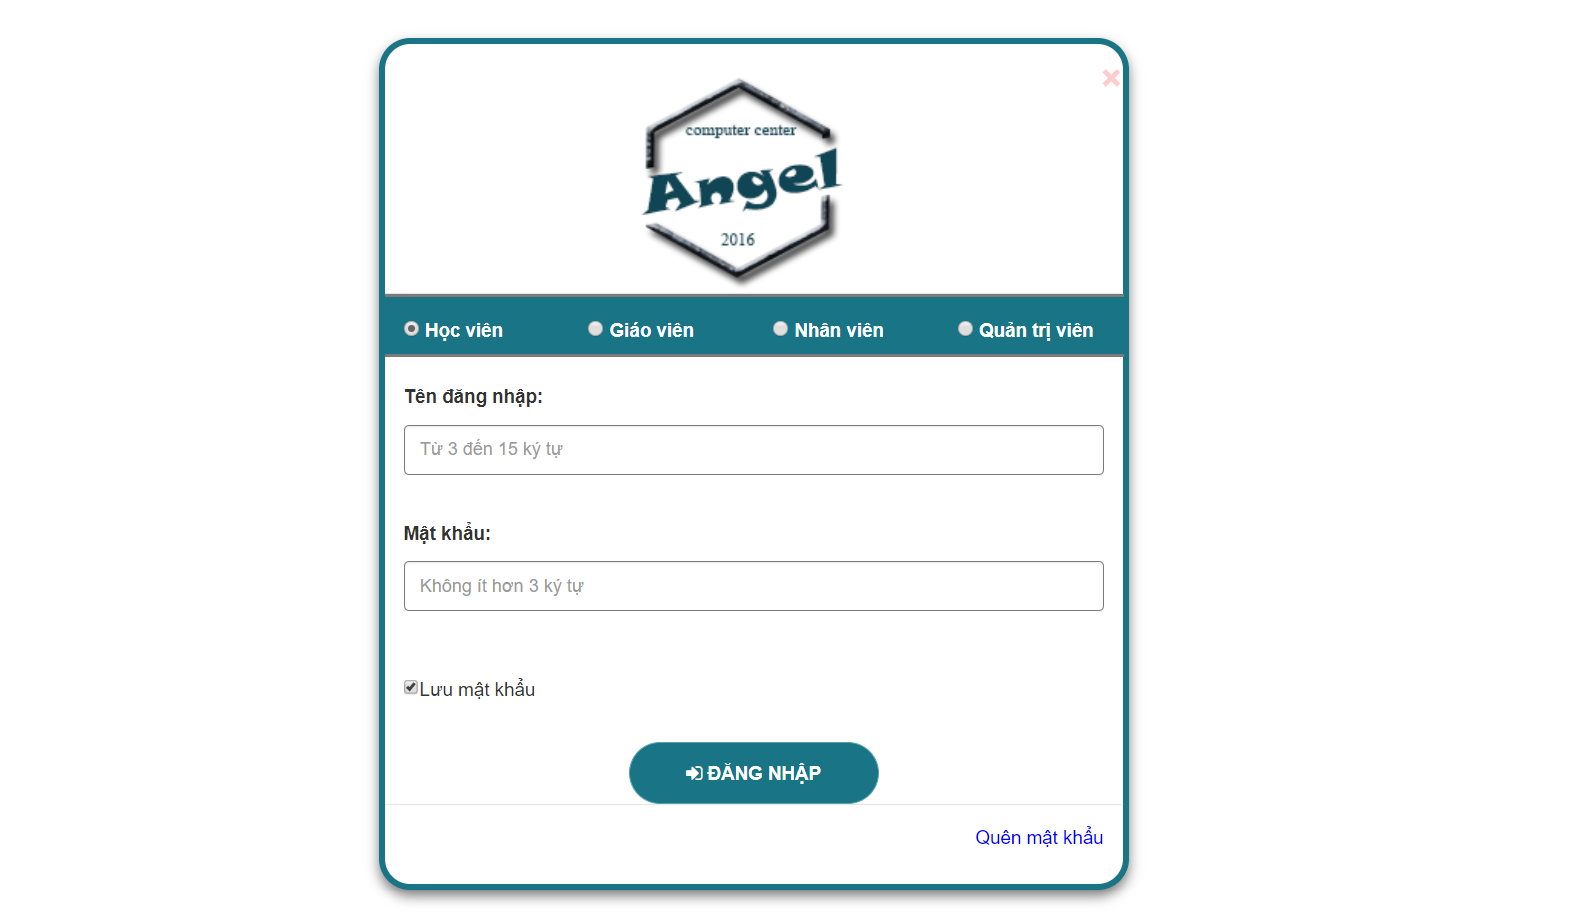 computer center
Angel
2016
Học viên Giáo viên Nhân viên Quản trị viên
Tên đăng nhập:
Từ 3 đến 15 ký tự
Mật khẩu:
Không ít hơn 3 ký tự
Lưu mật khẩu
ĐĂNG NHẬP
Quên mật khẩu